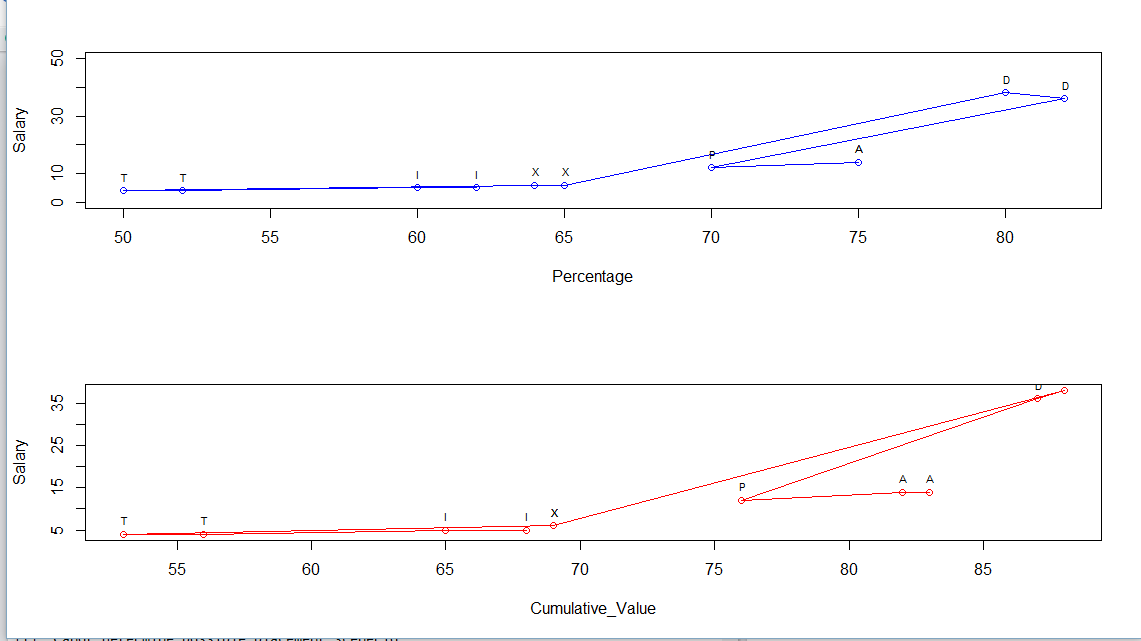 50
30
10
0
Salary
T T I I X X P A D D
50 55 60 65 70 75 80
Percentage
35
25
15
5
Salary
T T I I X P A A D
55 60 65 70 75 80 85
Cumulative_Value